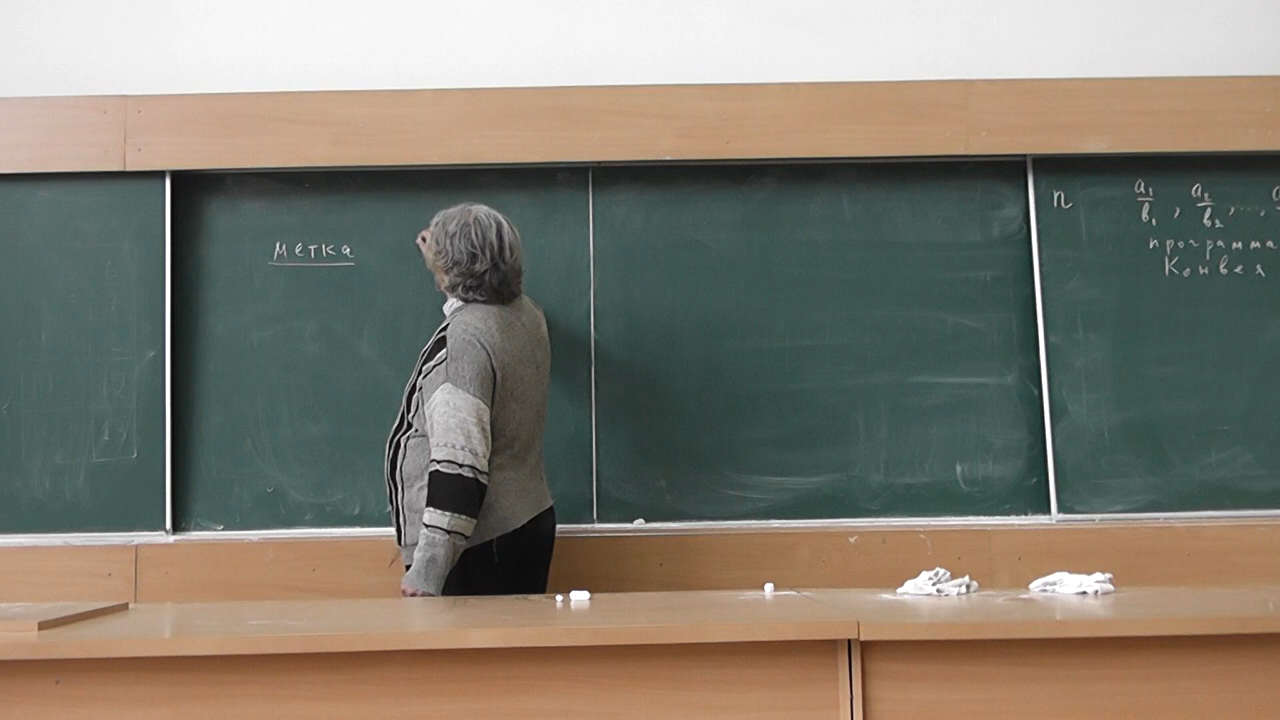 метка
n a₁/b₁, a₂/b₂, ...,
программа
Конвея